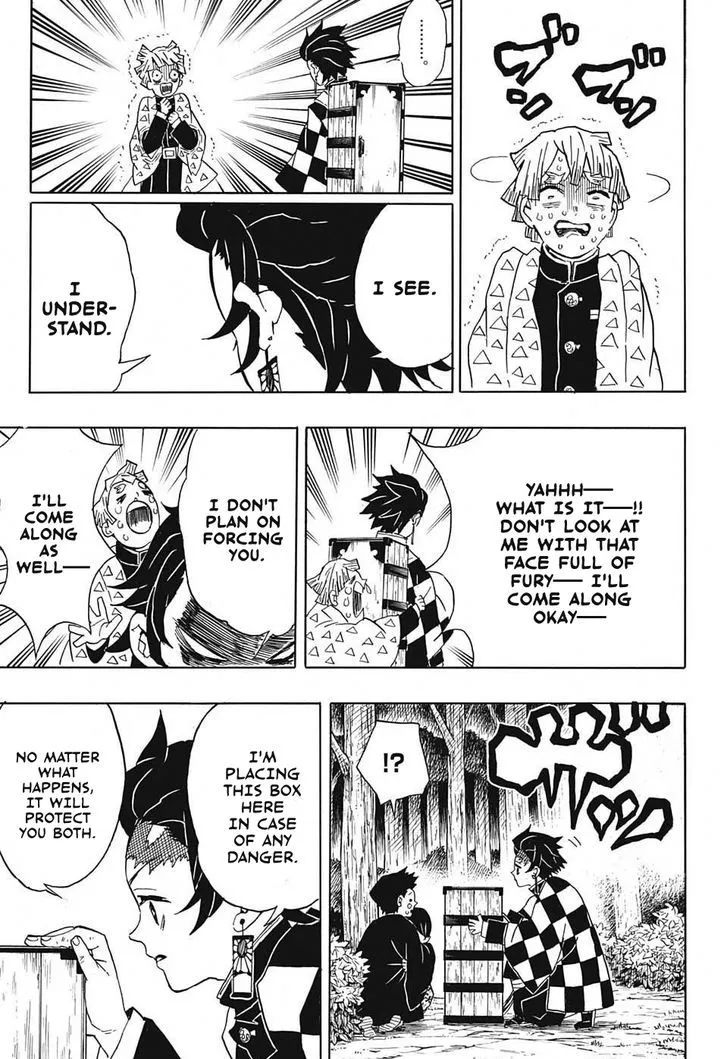 ........
I SEE.
I
UNDER-
STAND.
YAHHH—
WHAT IS IT—!!
DON'T LOOK AT
ME WITH THAT
FACE FULL OF
FURY— I'LL
COME ALONG
OKAY—
I DON'T
PLAN ON
FORCING
YOU.
I'LL
COME
ALONG
AS
WELL—
!?
I'M
PLACING
THIS BOX
HERE
IN CASE
OF ANY
DANGER.
NO MATTER
WHAT
HAPPENS,
IT WILL
PROTECT
YOU BOTH.